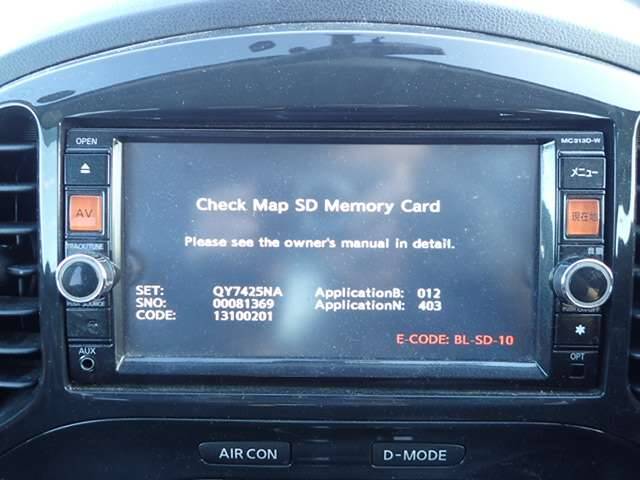 OPEN
MC313D-W
メニュー
AV
現在地
TRACK/TUNE
Check Map SD Memory Card
Please see the owner's manual in detail.
SET: QY7425NA ApplicationB: 012
SNO: 00081369 ApplicationN: 403
CODE: 13100201
E-CODE: BL-SD-10
AUX
OPT
AIR CON
D-MODE